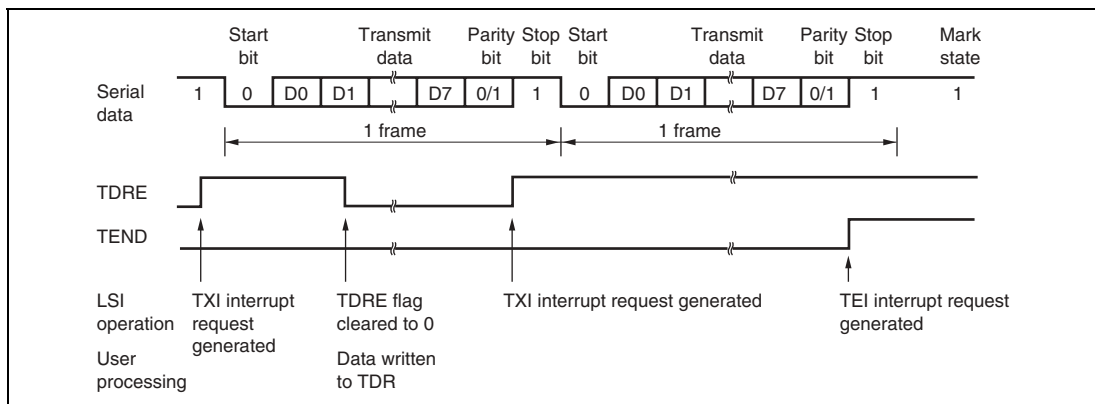 Start bit Transmit data Parity bit Stop bit Start bit Transmit data Parity bit Stop bit Mark state
Serial data 1 0 D0 D1 D7 0/1 1 0 D0 D1 D7 0/1 1 1
1 frame 1 frame
TDRE
TEND
LSI operation TXI interrupt request generated TDRE flag cleared to 0 TXI interrupt request generated TEI interrupt request generated
User processing Data written to TDR